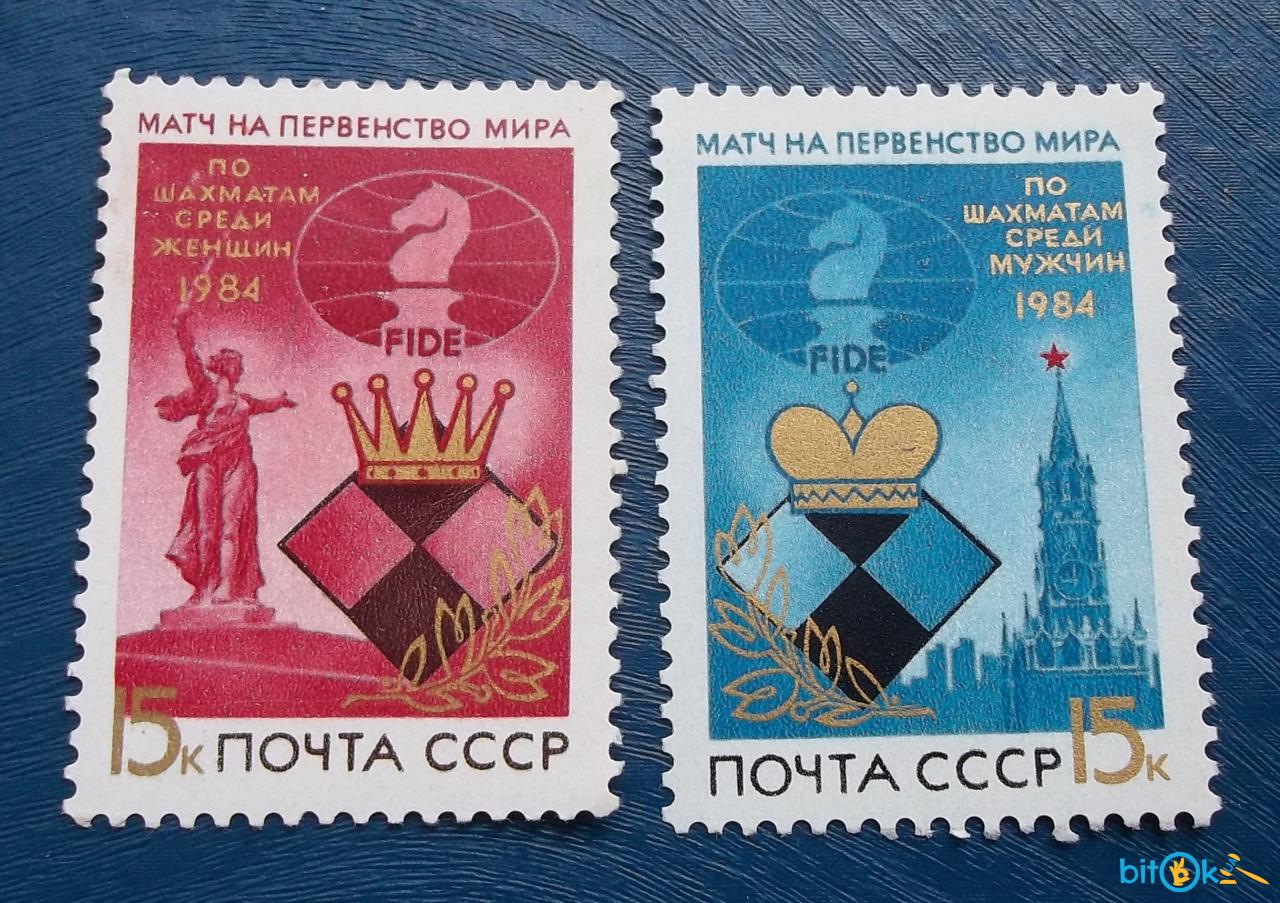 МАТЧ НА ПЕРВЕНСТВО МИРА
ПО
ШАХМАТАМ
СРЕДИ
ЖЕНЩИН
1984
FIDE
15к ПОЧТА СССР
МАТЧ НА ПЕРВЕНСТВО МИРА
ПО
ШАХМАТАМ
СРЕДИ
МУЖЧИН
1984
FIDE
ПОЧТА СССР 15к
bitOk